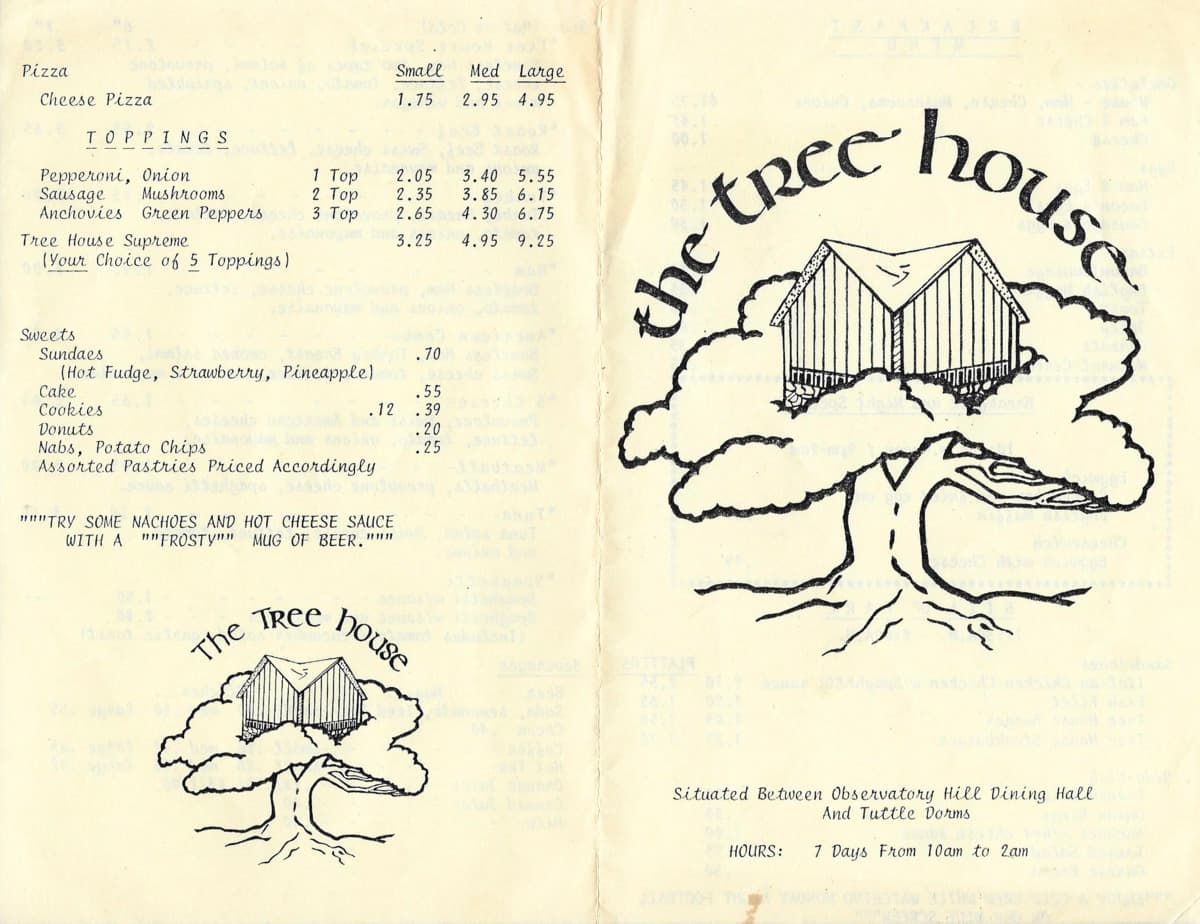 Pizza Small Med Large
Cheese Pizza 1.75 2.95 4.95
TOPPINGS
Pepperoni, Onion 1 Top 2.05 3.40 5.55
Sausage Mushrooms 2 Top 2.35 3.85 6.15
Anchovies Green Peppers 3 Top 2.65 4.30 6.75
Tree House Supreme 3.25 4.95 9.25
(Your Choice of 5 Toppings)
Sweets
Sundaes .70
(Hot Fudge, Strawberry, Pineapple)
Cake .55
Cookies .12 .39
Donuts .20
Nabs, Potato Chips .25
Assorted Pastries Priced Accordingly
"""TRY SOME NACHOES AND HOT CHEESE SAUCE
WITH A ""FROSTY"" MUG OF BEER."""
The Tree House
the tree house
Situated Between Observatory Hill Dining Hall
And Tuttle Dorms
HOURS: 7 Days From 10am to 2am